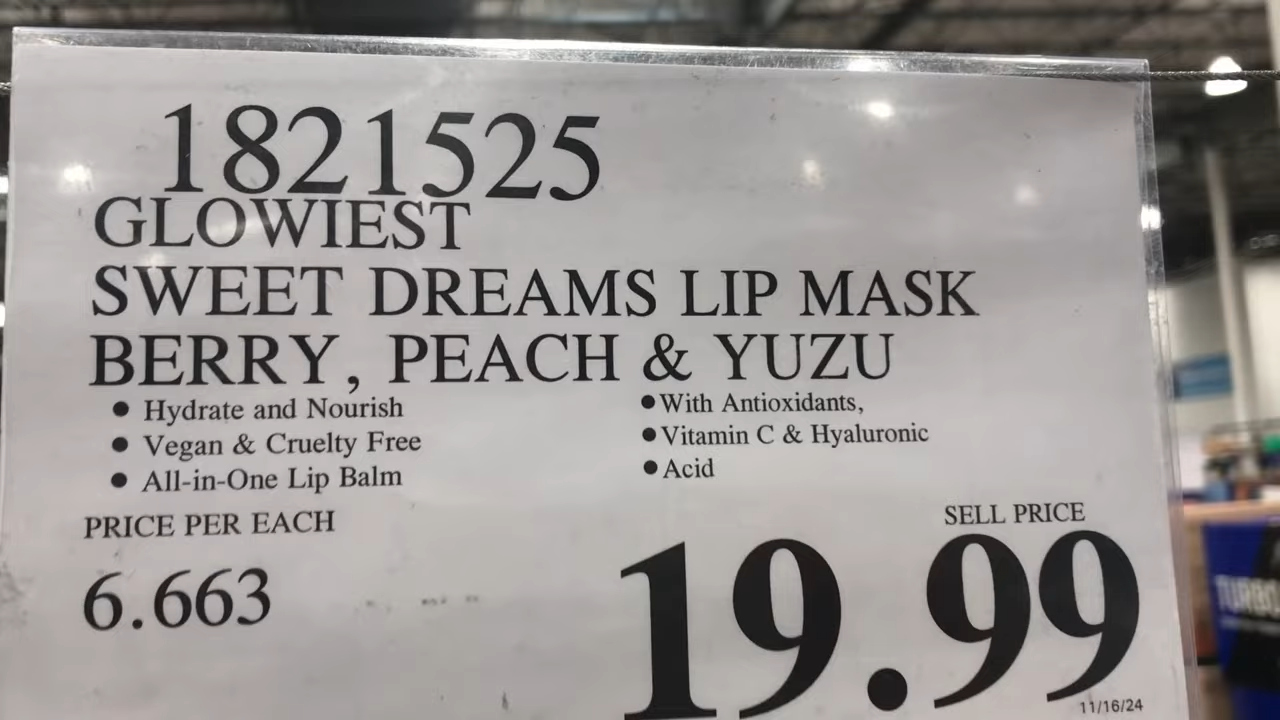 1821525
GLOWIEST
SWEET DREAMS LIP MASK
BERRY, PEACH & YUZU
• Hydrate and Nourish
• Vegan & Cruelty Free
• All-in-One Lip Balm
• With Antioxidants,
• Vitamin C & Hyaluronic
• Acid
PRICE PER EACH
6.663
SELL PRICE
19.99
11/16/24
TURBO